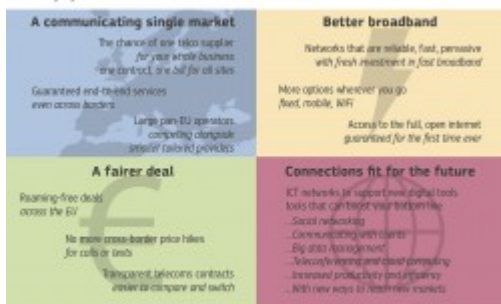 A communicating single market
The chance of one telco supplier
for your whole business
one contract, one bill for all sites
Guaranteed end-to-end services
even across borders
Large pan-EU operators
competing alongside
smaller tailored providers
Better broadband
Networks that are reliable, fast, pervasive
with fresh investment in fast broadband
More options wherever you go
fixed, mobile, WiFi
Access to the full, open internet
guaranteed for the first time ever
A fairer deal
Roaming-free deals
across the EU
No more cross-border price hikes
for calls or texts
Transparent telecoms contracts
easier to compare and switch
Connections fit for the future
ICT networks to support new digital tools
tools that can boost your bottom line:
...Social networking
...Communicating with clients
...Big data management
...Teleconferencing and cloud computing
...Increased productivity and efficiency
...With new ways to reach new markets